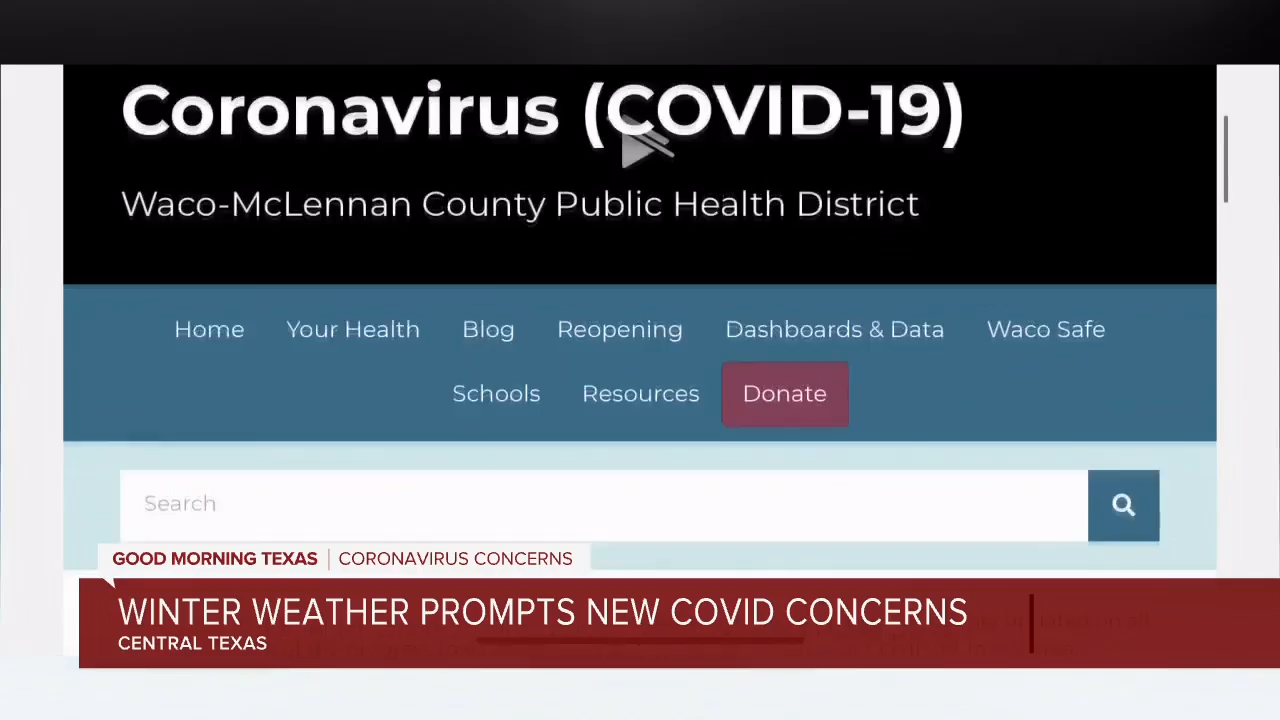 Coronavirus (COVID-19)
Waco-McLennan County Public Health District
Home Your Health Blog Reopening Dashboards & Data Waco Safe
Schools Resources Donate
Search
GOOD MORNING TEXAS | CORONAVIRUS CONCERNS
WINTER WEATHER PROMPTS NEW COVID CONCERNS
CENTRAL TEXAS